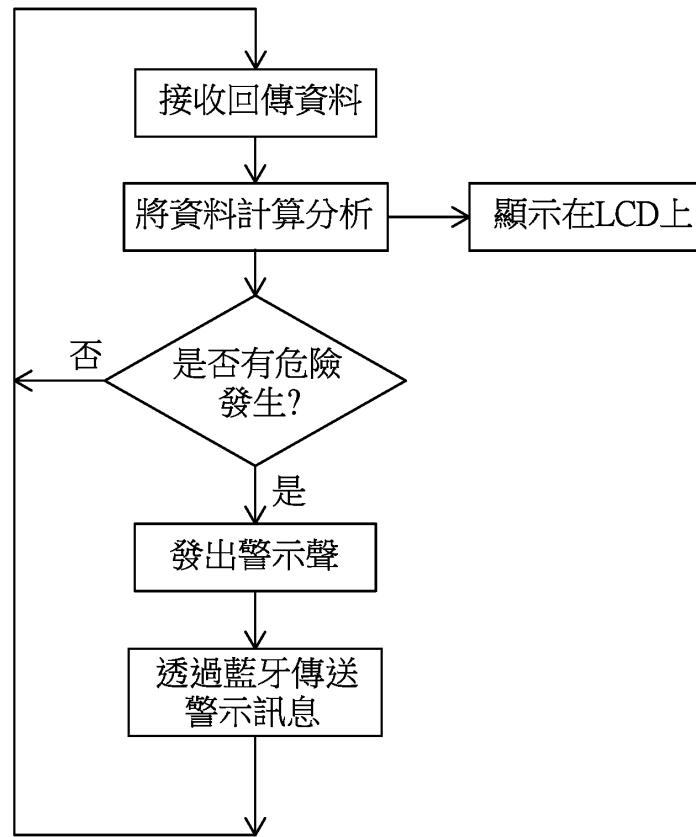 接收回傳資料
將資料計算分析
顯示在LCD上
是否有危險
發生?
否
是
發出警示聲
透過藍牙傳送
警示訊息